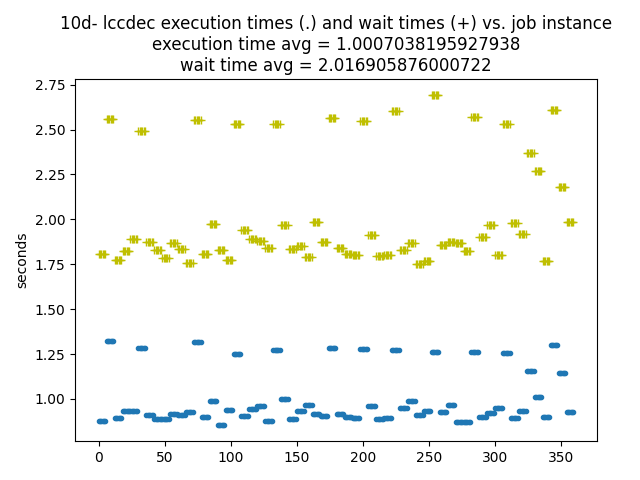 10d- lccdec execution times (.) and wait times (+) vs. job instance
execution time avg = 1.0007038195927938
wait time avg = 2.016905876000722
2.75
2.50
2.25
2.00
1.75
1.50
1.25
1.00
seconds
0 50 100 150 200 250 300 350